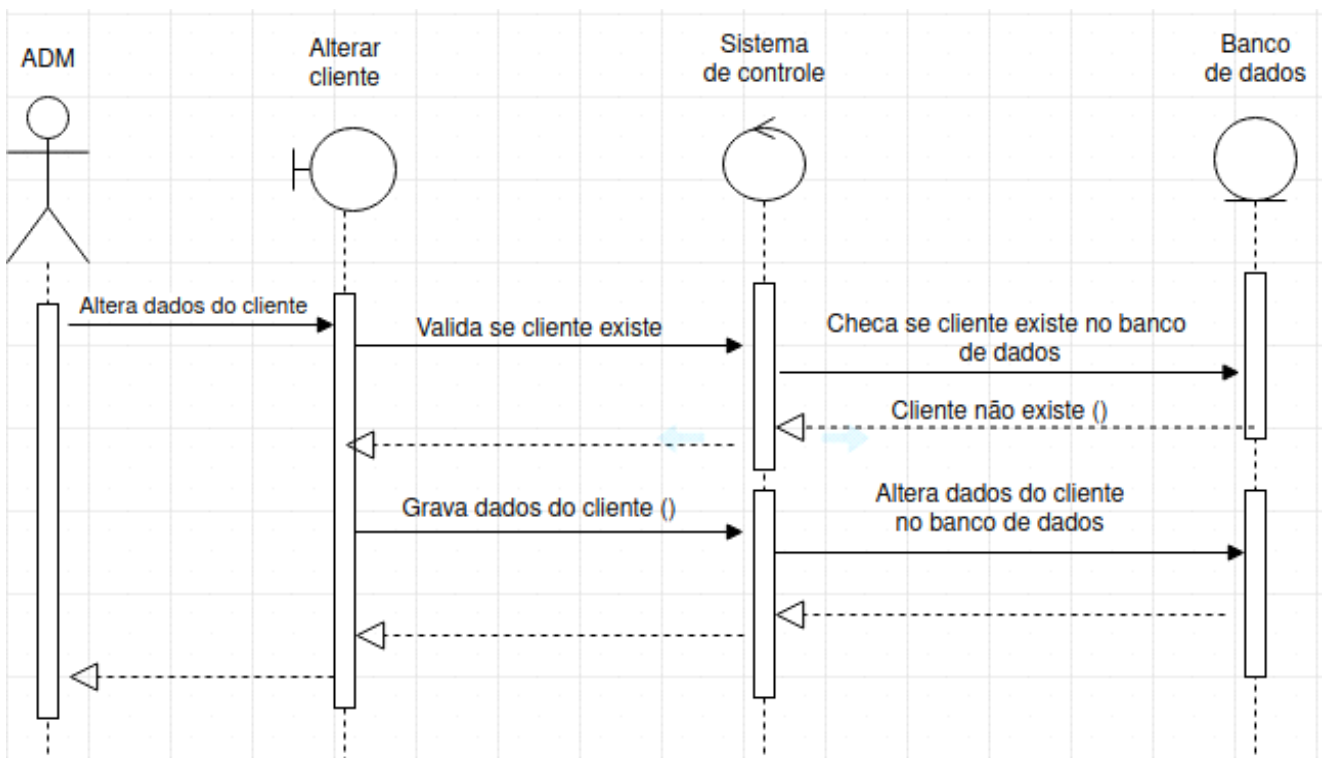 ADM
Alterar
cliente
Sistema
de controle
Banco
de dados
Altera dados do cliente
Valida se cliente existe
Checa se cliente existe no banco
de dados
Cliente não existe ()
Grava dados do cliente ()
Altera dados do cliente
no banco de dados